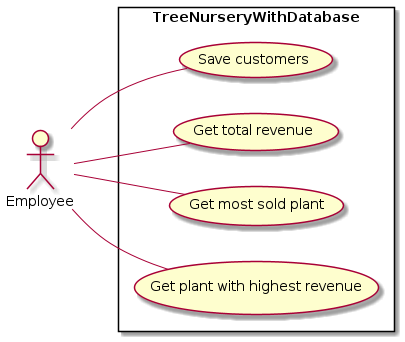 TreeNurseryWithDatabase
Save customers
Get total revenue
Employee
Get most sold plant
Get plant with highest revenue